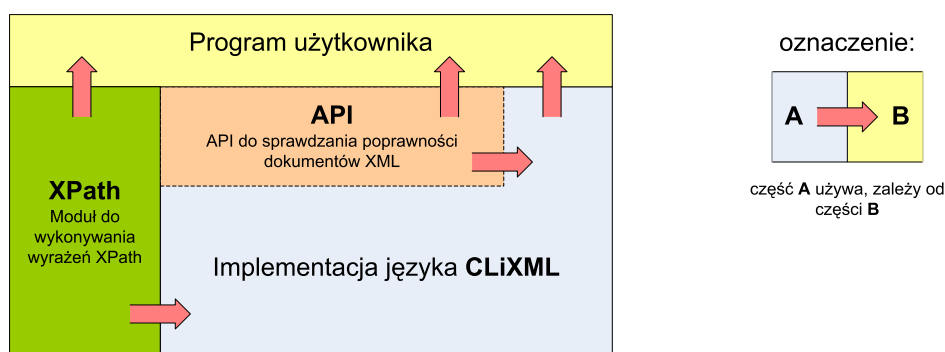 Program użytkownika
API
API do sprawdzania poprawności
dokumentów XML
XPath
Moduł do
wykonywania
wyrażeń XPath
Implementacja języka CLiXML
oznaczenie:
A
B
część A używa, zależy od
części B